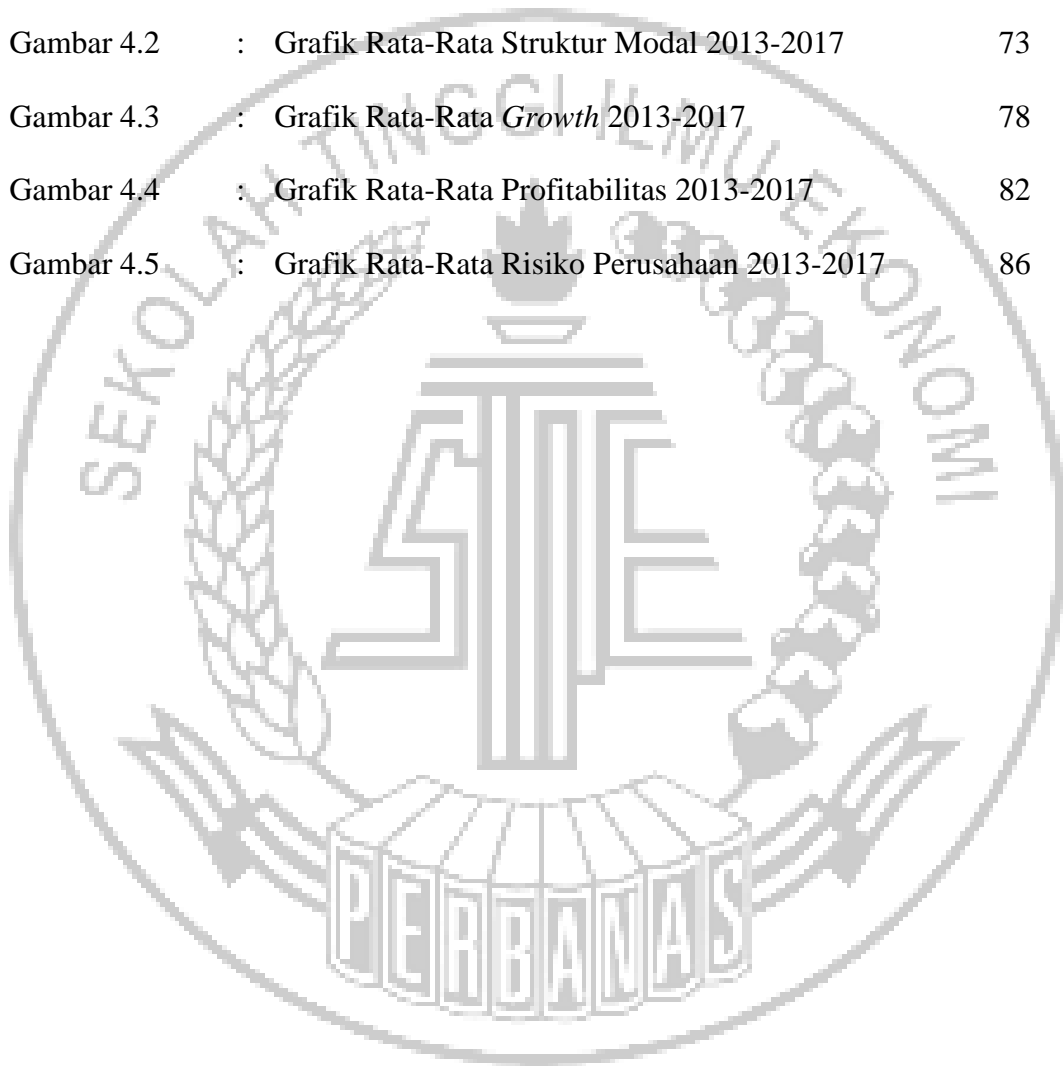 Gambar 4.2 : Grafik Rata-Rata Struktur Modal 2013-2017 73
Gambar 4.3 : Grafik Rata-Rata Growth 2013-2017 78
Gambar 4.4 : Grafik Rata-Rata Profitabilitas 2013-2017 82
Gambar 4.5 : Grafik Rata-Rata Risiko Perusahaan 2013-2017 86
SEKOLAH TINGGI ILMU EKONOMI
STIE
PERBANAS